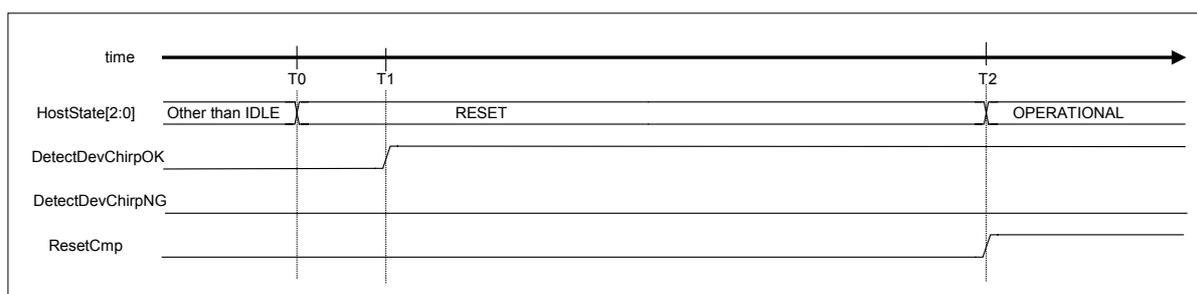 time
T0 T1 T2
HostState[2:0] Other than IDLE RESET OPERATIONAL
DetectDevChirpOK
DetectDevChirpNG
ResetCmp